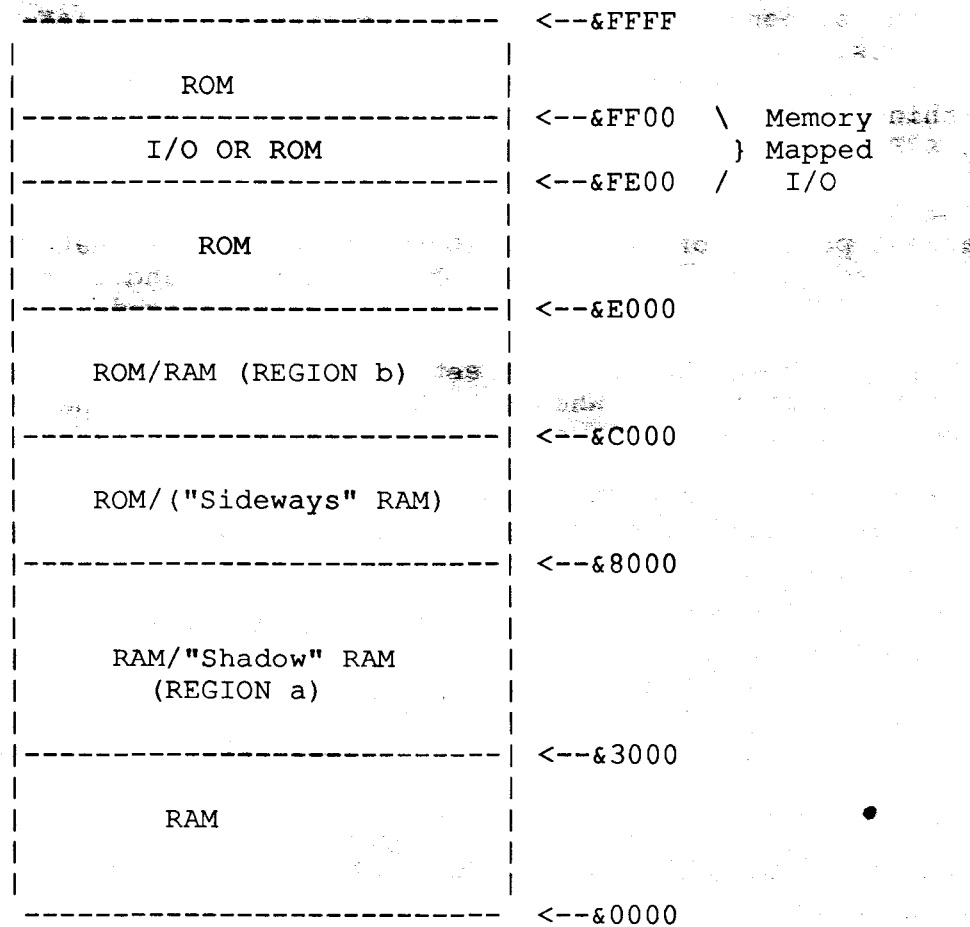 <--&FFFF
ROM
<--&FF00 \ Memory
I/O OR ROM } Mapped
<--&FE00 / I/O
ROM
<--&E000
ROM/RAM (REGION b)
<--&C000
ROM/("Sideways" RAM)
<--&8000
RAM/"Shadow" RAM
(REGION a)
<--&3000
RAM
<--&0000